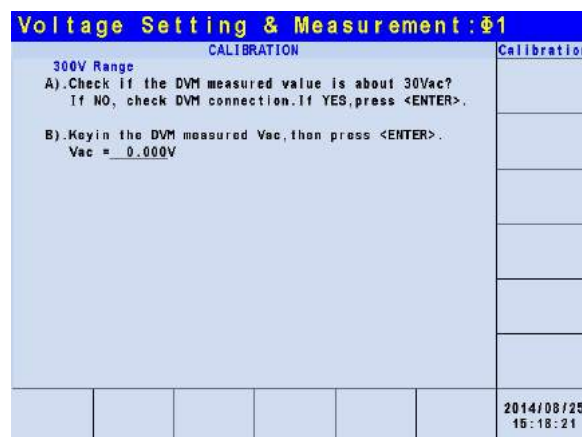 Voltage Setting & Measurement:Φ1
CALIBRATION
Calibration
300V Range
A).Check if the DVM measured value is about 30Vac?
If NO, check DVM connection.If YES,press <ENTER>.
B).Keyin the DVM measured Vac,then press <ENTER>.
Vac = 0.000V
2014/08/25
15:18:21